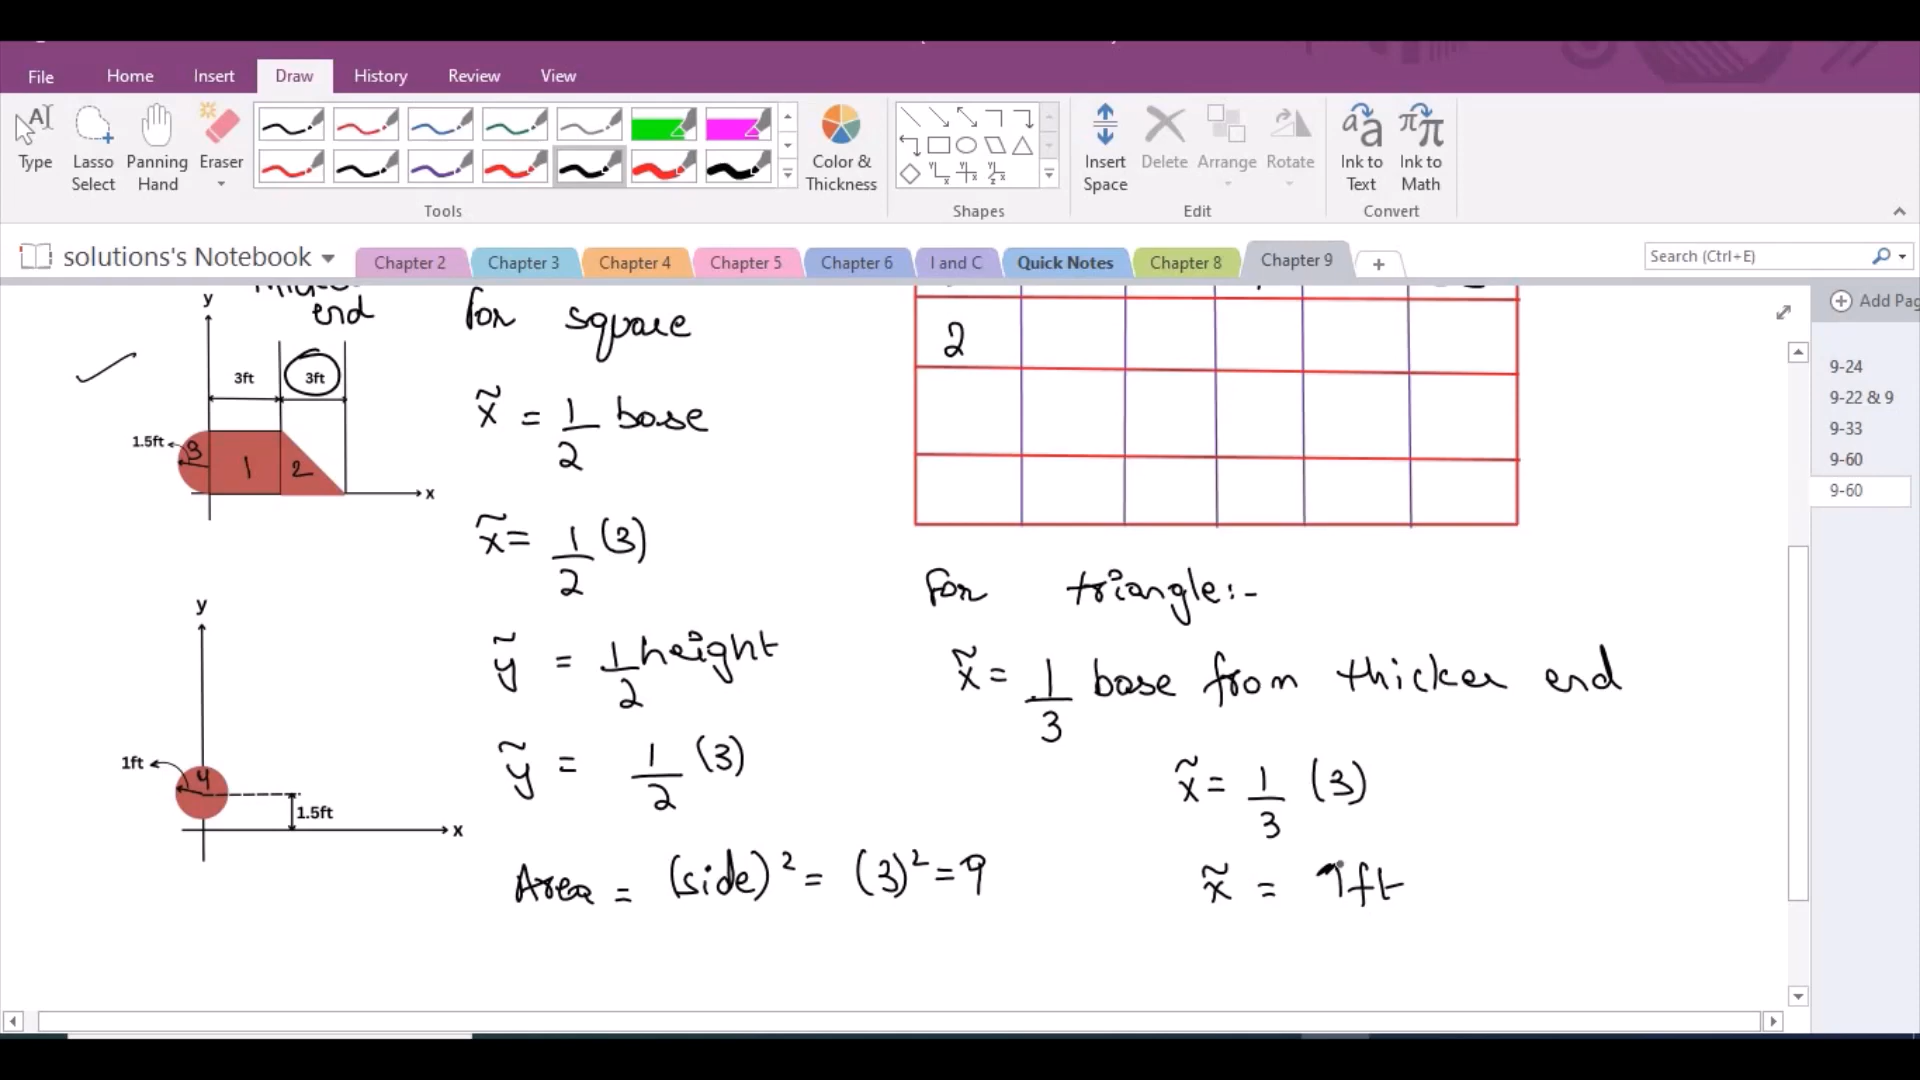 File Home Insert Draw History Review View
Type
Lasso Select
Panning Hand
Eraser
Color & Thickness
Insert Space
Delete
Arrange
Rotate
Ink to Text
Ink to Math
Tools
Shapes
Edit
Convert
solutions's Notebook
Chapter 2 Chapter 3 Chapter 4 Chapter 5 Chapter 6 I and C Quick Notes Chapter 8 Chapter 9 +
Search (Ctrl+E)
Add Pag
9-24
9-22 & 9
9-33
9-60
9-60
end
y
3ft 3ft
1.5ft
3 1 2
x
y
1ft
4
1.5ft
x
for square
x̃ = 1/2 base
x̃ = 1/2 (3)
ỹ = 1/2 height
ỹ = 1/2 (3)
Area = (side)² = (3)² = 9
2
For triangle:-
x̃ = 1/3 base from thicker end
x̃ = 1/3 (3)
x̃ = 1ft